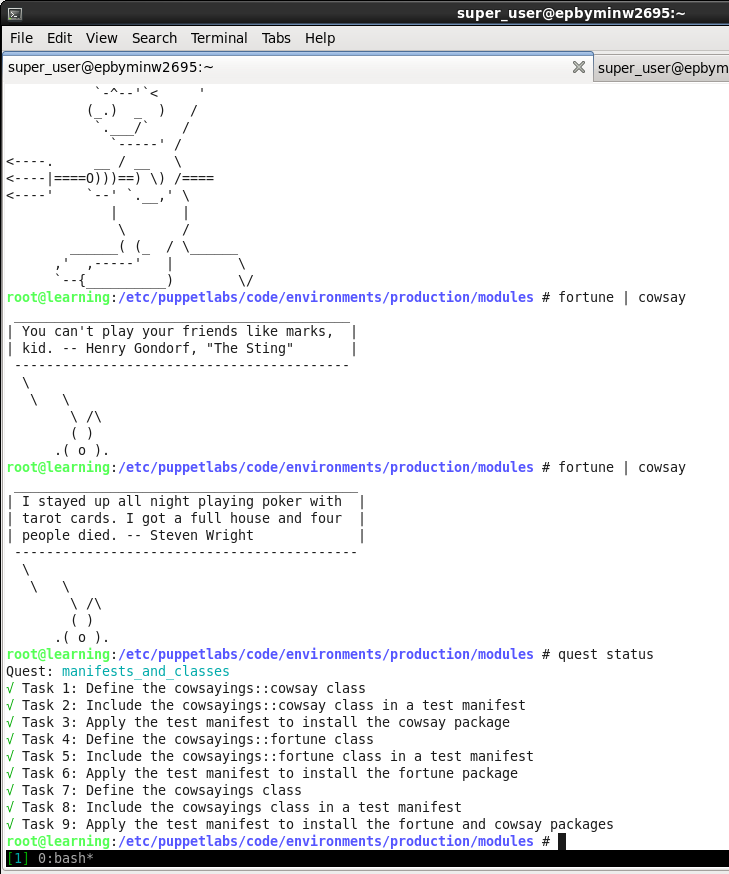 super_user@epbyminw2695:~
File Edit View Search Terminal Tabs Help
super_user@epbyminw2695:~ super_user@epbym
         `-^--'`<     '
          (_.)  _  )   /
           `.___/`    /
             `-----' /
<----.     __ / __   \
<----|====O)))==) \) /====
<----'    `--' `.__,' \
             |        |
              \       /
        ______( (_  / \______
      ,'  ,-----'   |        \
      `--{__________)        \/
root@learning:/etc/puppetlabs/code/environments/production/modules # fortune | cowsay
 __________________________________________
| You can't play your friends like marks,  |
| kid. -- Henry Gondorf, "The Sting"       |
 ------------------------------------------
  \
   \   \
        \ /\
        ( )
      .( o ).
root@learning:/etc/puppetlabs/code/environments/production/modules # fortune | cowsay
 ___________________________________________
| I stayed up all night playing poker with  |
| tarot cards. I got a full house and four  |
| people died. -- Steven Wright             |
 -------------------------------------------
  \
   \   \
        \ /\
        ( )
      .( o ).
root@learning:/etc/puppetlabs/code/environments/production/modules # quest status
Quest: manifests_and_classes
√ Task 1: Define the cowsayings::cowsay class
√ Task 2: Include the cowsayings::cowsay class in a test manifest
√ Task 3: Apply the test manifest to install the cowsay package
√ Task 4: Define the cowsayings::fortune class
√ Task 5: Include the cowsayings::fortune class in a test manifest
√ Task 6: Apply the test manifest to install the fortune package
√ Task 7: Define the cowsayings class
√ Task 8: Include the cowsayings class in a test manifest
√ Task 9: Apply the test manifest to install the fortune and cowsay packages
root@learning:/etc/puppetlabs/code/environments/production/modules #
[1] 0:bash*